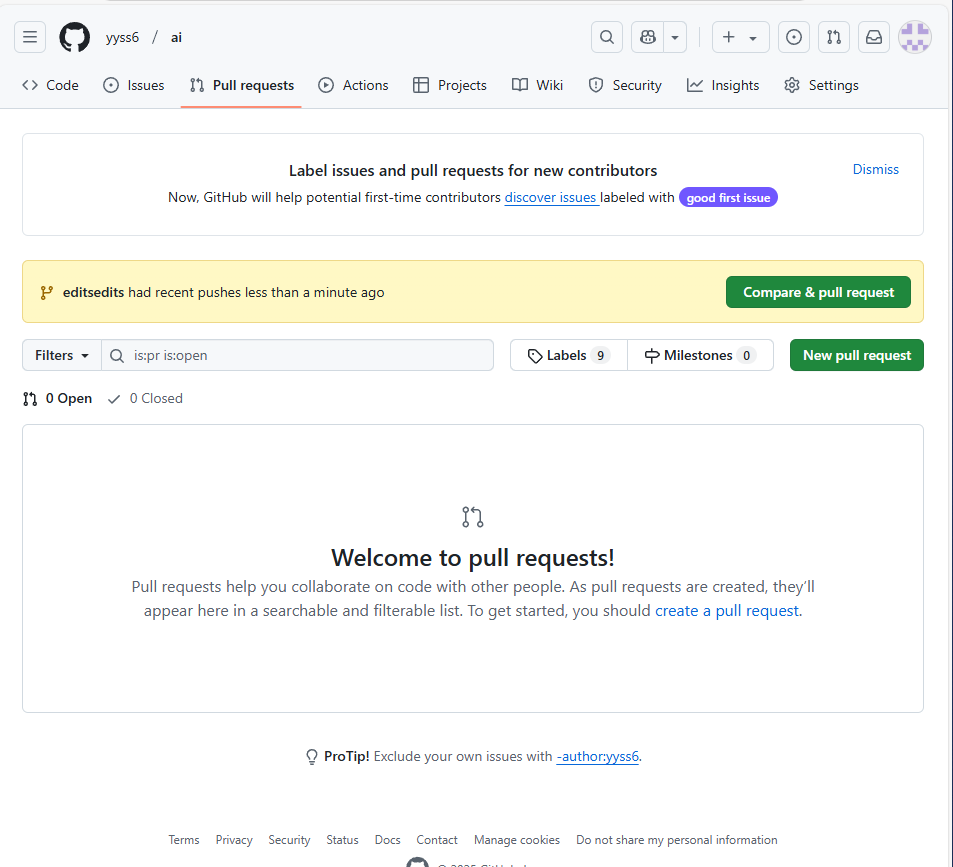 yyss6 / ai
Code Issues Pull requests Actions Projects Wiki Security Insights Settings
Label issues and pull requests for new contributors
Dismiss
Now, GitHub will help potential first-time contributors discover issues labeled with good first issue
editsedits had recent pushes less than a minute ago
Compare & pull request
Filters is:pr is:open Labels 9 Milestones 0 New pull request
0 Open 0 Closed
Welcome to pull requests!
Pull requests help you collaborate on code with other people. As pull requests are created, they’ll
appear here in a searchable and filterable list. To get started, you should create a pull request.
ProTip! Exclude your own issues with -author:yyss6.
Terms Privacy Security Status Docs Contact Manage cookies Do not share my personal information